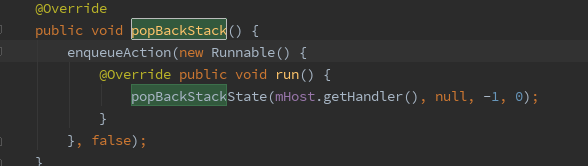 @Override
public void popBackStack() {
    enqueueAction(new Runnable() {
        @Override public void run() {
            popBackStackState(mHost.getHandler(), null, -1, 0);
        }
    }, false);
}